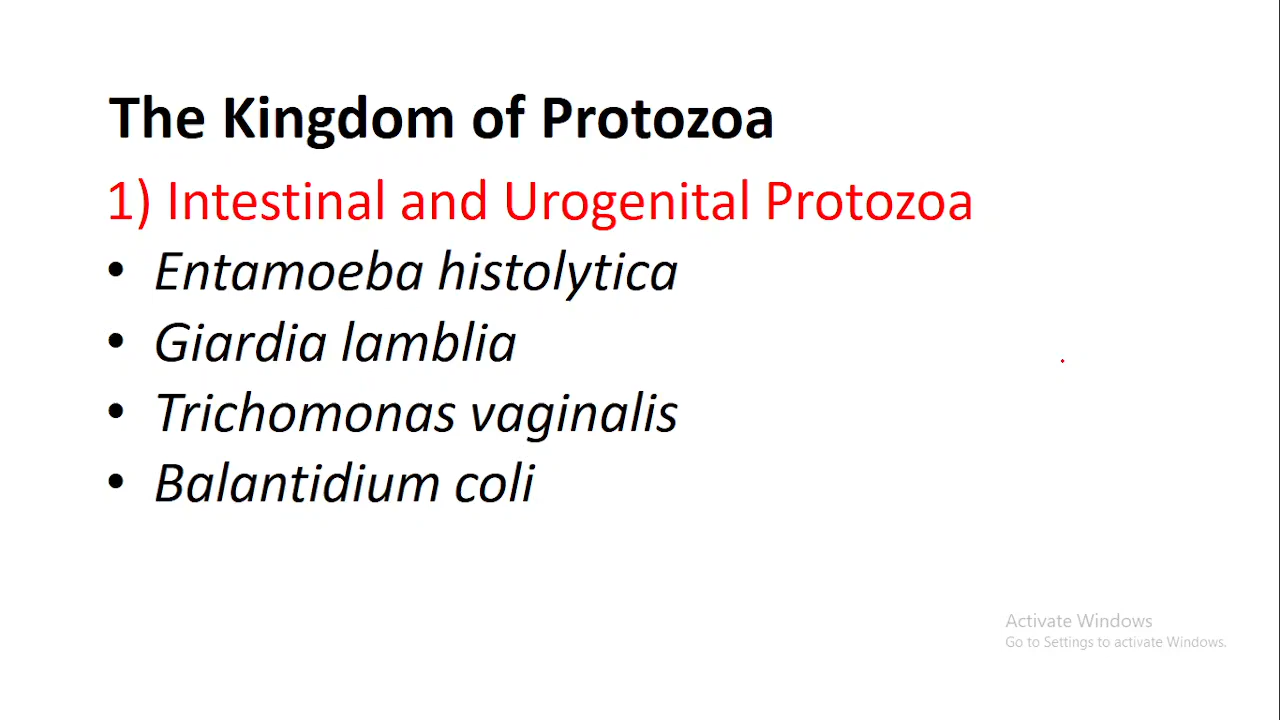 The Kingdom of Protozoa
1) Intestinal and Urogenital Protozoa
• Entamoeba histolytica
• Giardia lamblia
• Trichomonas vaginalis
• Balantidium coli
Activate Windows
Go to Settings to activate Windows.